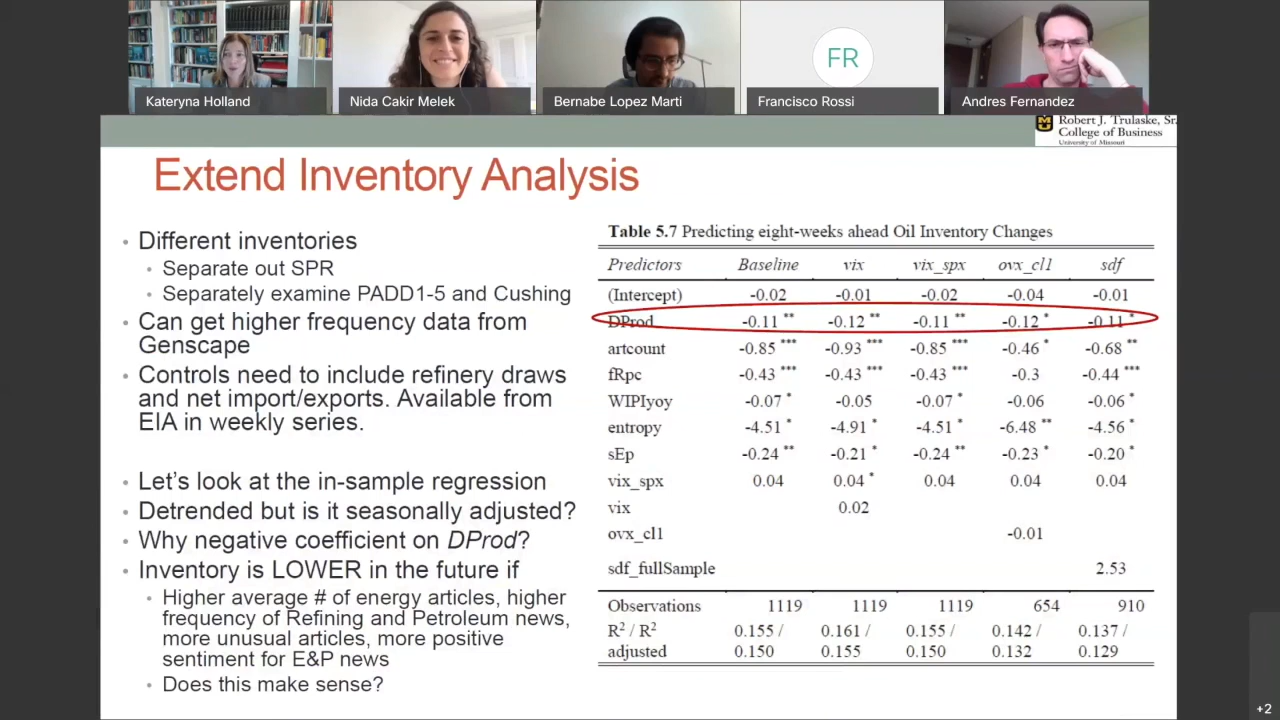 FR
Kateryna Holland
Nida Cakir Melek
Bernabe Lopez Marti
Francisco Rossi
Andres Fernandez
Robert J. Trulaske, Sr.
College of Business
University of Missouri
Extend Inventory Analysis
• Different inventories
• Separate out SPR
• Separately examine PADD1-5 and Cushing
• Can get higher frequency data from
Genscape
• Controls need to include refinery draws
and net import/exports. Available from
EIA in weekly series.
• Let's look at the in-sample regression
• Detrended but is it seasonally adjusted?
• Why negative coefficient on DProd?
• Inventory is LOWER in the future if
• Higher average # of energy articles, higher
frequency of Refining and Petroleum news,
more unusual articles, more positive
sentiment for E&P news
• Does this make sense?
Table 5.7 Predicting eight-weeks ahead Oil Inventory Changes
Predictors Baseline vix vix_spx ovx_cl1 sdf
(Intercept) -0.02 -0.01 -0.02 -0.04 -0.01
DProd -0.11 ** -0.12 ** -0.11 ** -0.12 * -0.11 *
artcount -0.85 *** -0.93 *** -0.85 *** -0.46 * -0.68 **
fRpc -0.43 *** -0.43 *** -0.43 *** -0.3 -0.44 ***
WIPIyoy -0.07 * -0.05 -0.07 * -0.06 -0.06 *
entropy -4.51 * -4.91 * -4.51 * -6.48 ** -4.56 *
sEp -0.24 ** -0.21 * -0.24 ** -0.23 * -0.20 *
vix_spx 0.04 0.04 * 0.04 0.04 0.04
vix 0.02
ovx_cl1 -0.01
sdf_fullSample 2.53
Observations 1119 1119 1119 654 910
R2 / R2 0.155 / 0.161 / 0.155 / 0.142 / 0.137 /
adjusted 0.150 0.155 0.150 0.132 0.129
+2